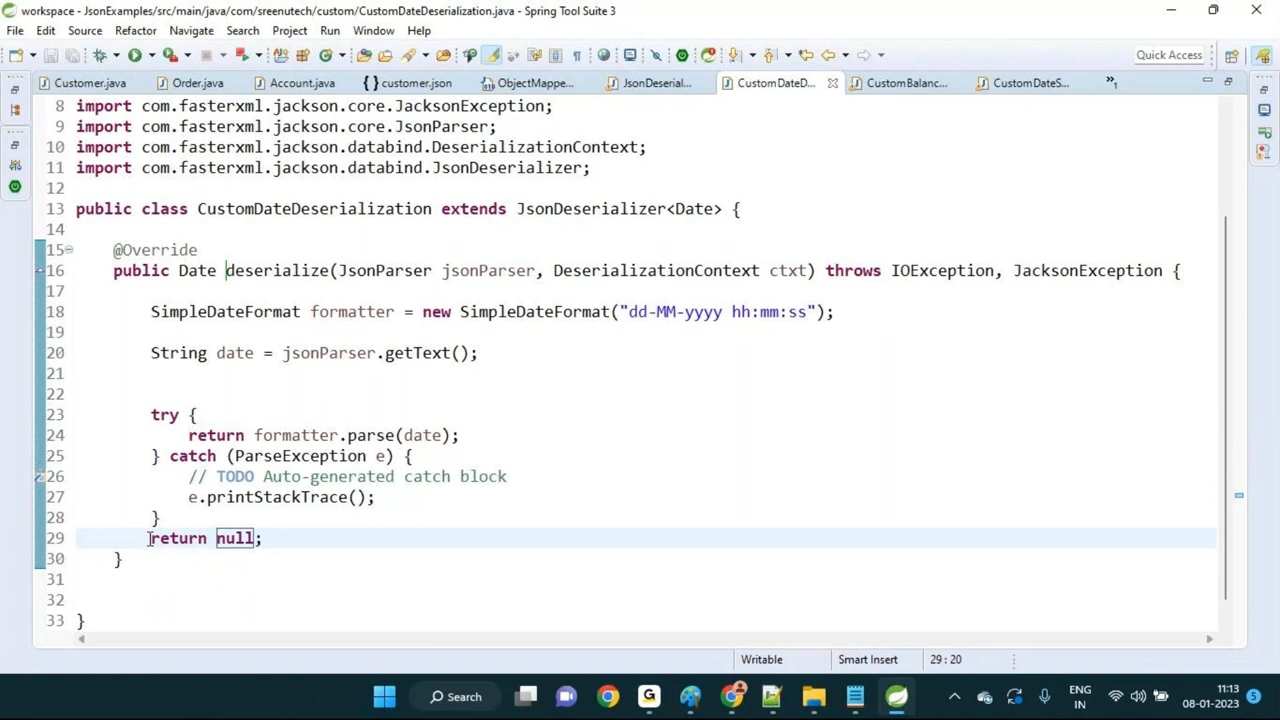 workspace - JsonExamples/src/main/java/com/sreenutech/custom/CustomDateDeserialization.java - Spring Tool Suite 3
File Edit Source Refactor Navigate Search Project Run Window Help
Quick Access
Customer.java Order.java Account.java customer.json ObjectMappe... JsonDeserial... CustomDateD... CustomBalanc... CustomDateS... »1
8 import com.fasterxml.jackson.core.JacksonException;
9 import com.fasterxml.jackson.core.JsonParser;
10 import com.fasterxml.jackson.databind.DeserializationContext;
11 import com.fasterxml.jackson.databind.JsonDeserializer;
12
13 public class CustomDateDeserialization extends JsonDeserializer<Date> {
14
15 @Override
16 public Date deserialize(JsonParser jsonParser, DeserializationContext ctxt) throws IOException, JacksonException {
17
18 SimpleDateFormat formatter = new SimpleDateFormat("dd-MM-yyyy hh:mm:ss");
19
20 String date = jsonParser.getText();
21
22
23 try {
24 return formatter.parse(date);
25 } catch (ParseException e) {
26 // TODO Auto-generated catch block
27 e.printStackTrace();
28 }
29 return null;
30 }
31
32
33 }
Writable Smart Insert 29 : 20
Search
ENG
IN
11:13
08-01-2023
5